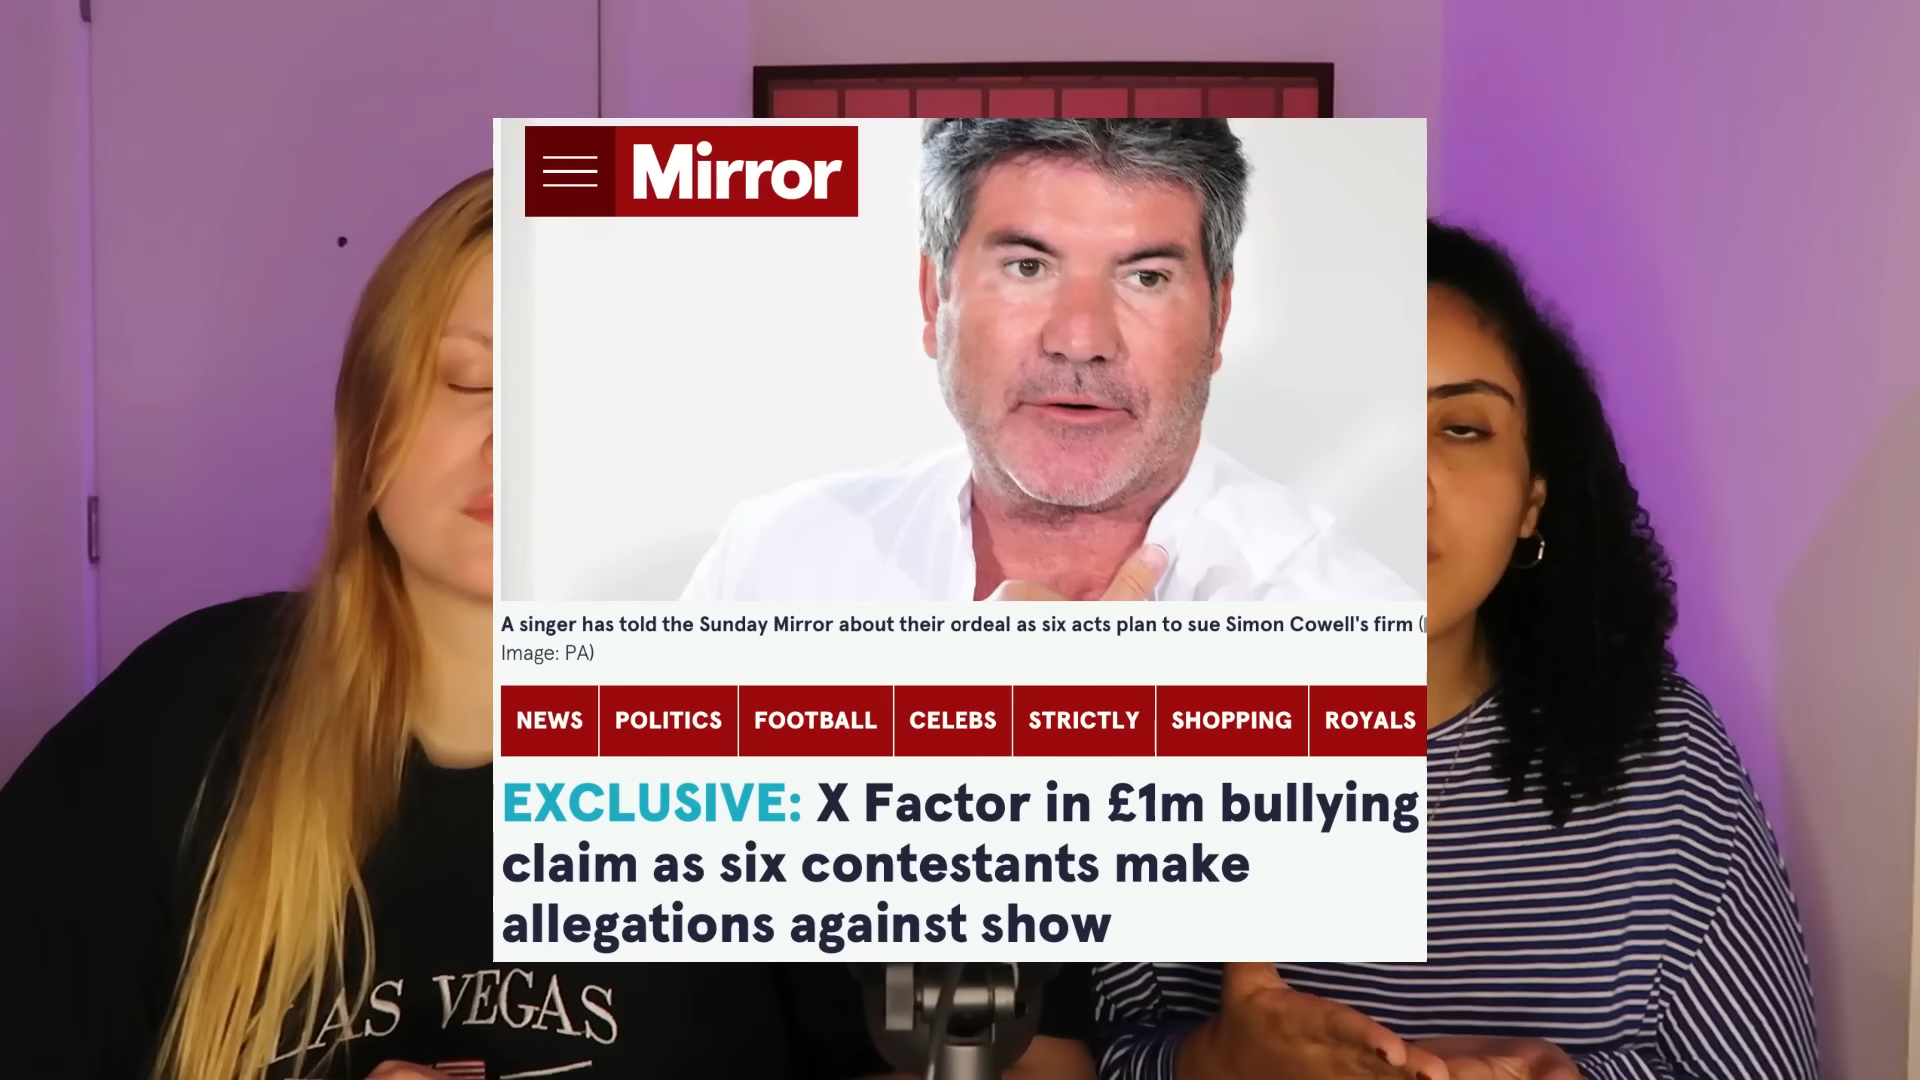 Mirror
A singer has told the Sunday Mirror about their ordeal as six acts plan to sue Simon Cowell's firm (
Image: PA)
NEWS POLITICS FOOTBALL CELEBS STRICTLY SHOPPING ROYALS
EXCLUSIVE: X Factor in £1m bullying
claim as six contestants make
allegations against show
LAS VEGAS